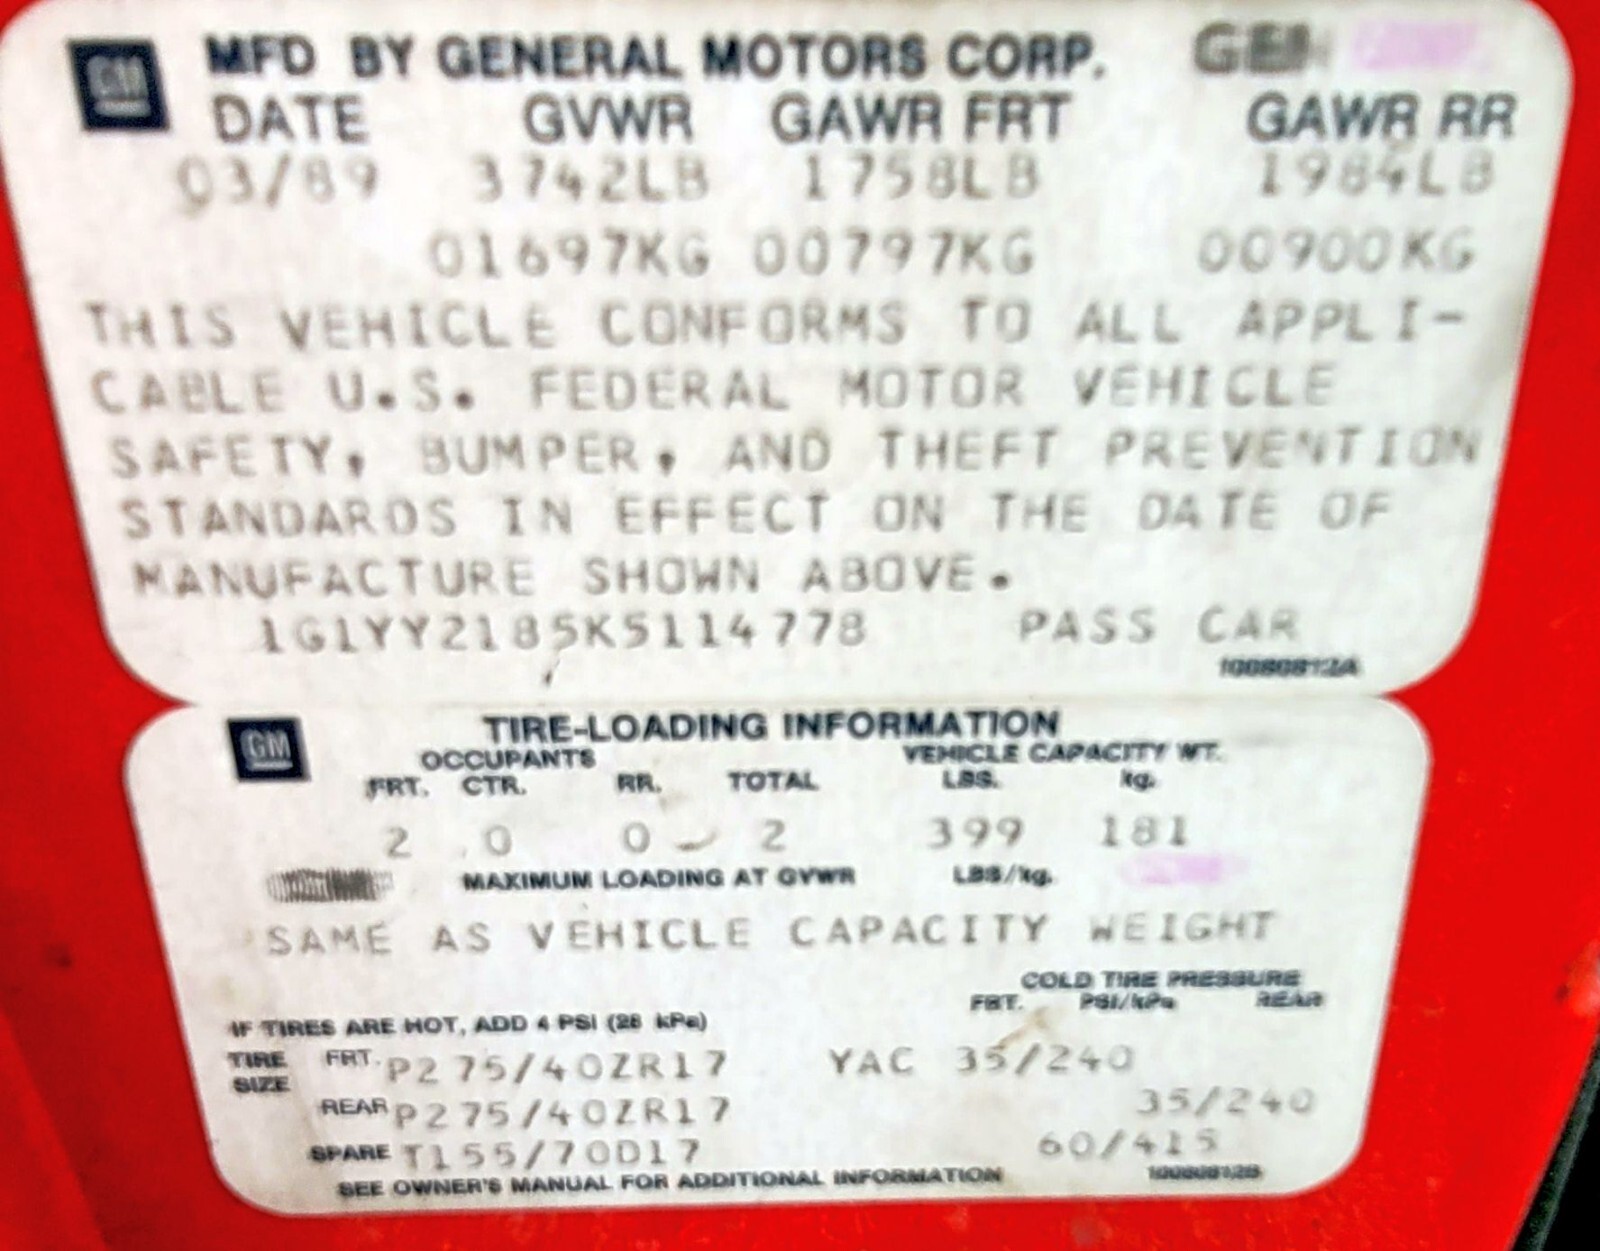 GM MFD BY GENERAL MOTORS CORP. GEN
DATE GVWR GAWR FRT GAWR RR
03/89 3742LB 1758LB 1984LB
01697KG 00797KG 00900KG
THIS VEHICLE CONFORMS TO ALL APPLI-
CABLE U.S. FEDERAL MOTOR VEHICLE
SAFETY, BUMPER, AND THEFT PREVENTION
STANDARDS IN EFFECT ON THE DATE OF
MANUFACTURE SHOWN ABOVE.
1G1YY2185K5114778 PASS CAR
10080812A
GM TIRE-LOADING INFORMATION
OCCUPANTS VEHICLE CAPACITY WT.
FRT. CTR. RR. TOTAL LBS. kg.
2 0 0 2 399 181
MAXIMUM LOADING AT GVWR LBS/kg.
SAME AS VEHICLE CAPACITY WEIGHT
COLD TIRE PRESSURE
FRT. PSI/kPa REAR
IF TIRES ARE HOT, ADD 4 PSI (28 kPa)
TIRE SIZE FRT. P275/40ZR17 YAC 35/240
REAR P275/40ZR17 35/240
SPARE T155/70D17 60/415
SEE OWNER'S MANUAL FOR ADDITIONAL INFORMATION 10080812B